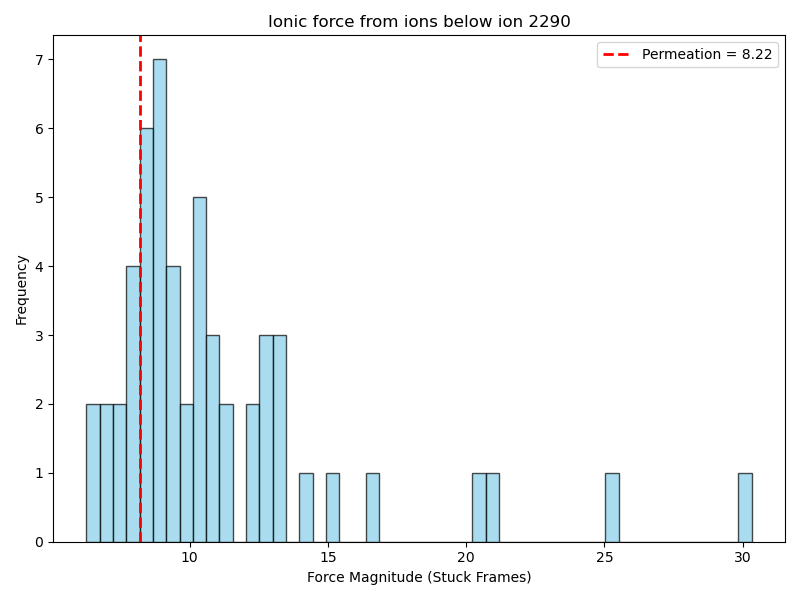 Ionic force from ions below ion 2290
Permeation = 8.22
7
6
5
4
3
2
1
0
Frequency
10 15 20 25 30
Force Magnitude (Stuck Frames)